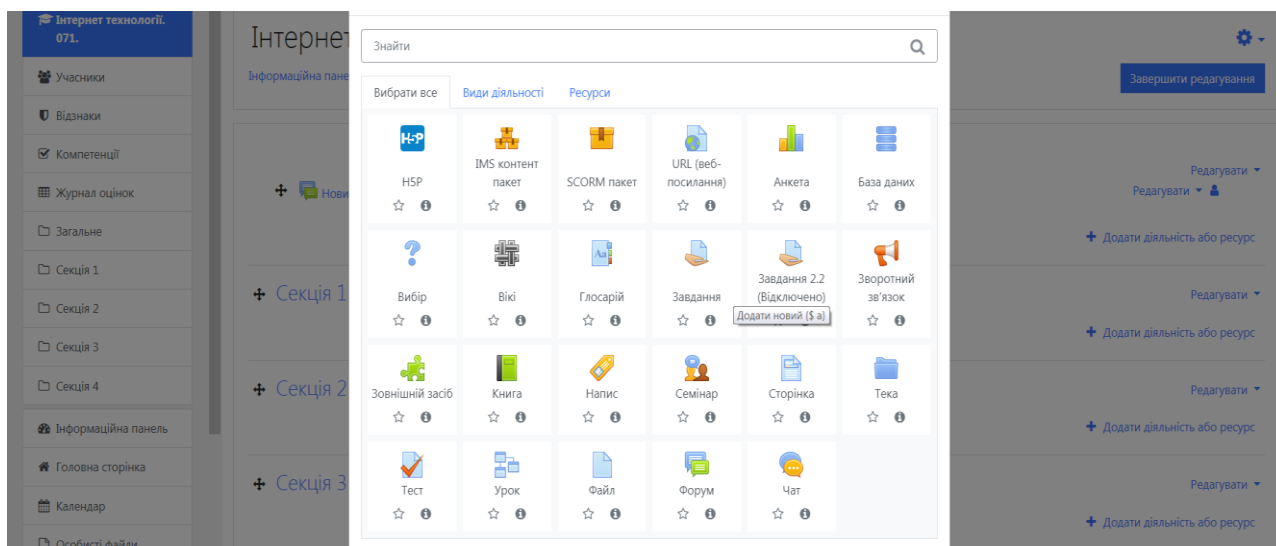 Інтернет технології.
071.
Учасники
Відзнаки
Компетенції
Журнал оцінок
Загальне
Секція 1
Секція 2
Секція 3
Секція 4
Інформаційна панель
Головна сторінка
Календар
Особисті файли
Інтернет
Інформаційна пане
Завершити редагування
Нови
Редагувати
Редагувати
+ Додати діяльність або ресурс
Секція 1
Редагувати
+ Додати діяльність або ресурс
Секція 2
Редагувати
+ Додати діяльність або ресурс
Секція 3
Редагувати
+ Додати діяльність або ресурс
Знайти
Вибрати все Види діяльності Ресурси
H5P
H5P
IMS контент
пакет
SCORM пакет
URL (веб-
посилання)
Анкета
База даних
Вибір
Вікі
Aa
Глосарій
Завдання
Завдання 2.2
(Відключено)
Зворотний
зв'язок
Додати новий ($ a)
Зовнішній засіб
Книга
Напис
Семінар
Сторінка
Тека
Тест
Урок
Файл
Форум
Чат